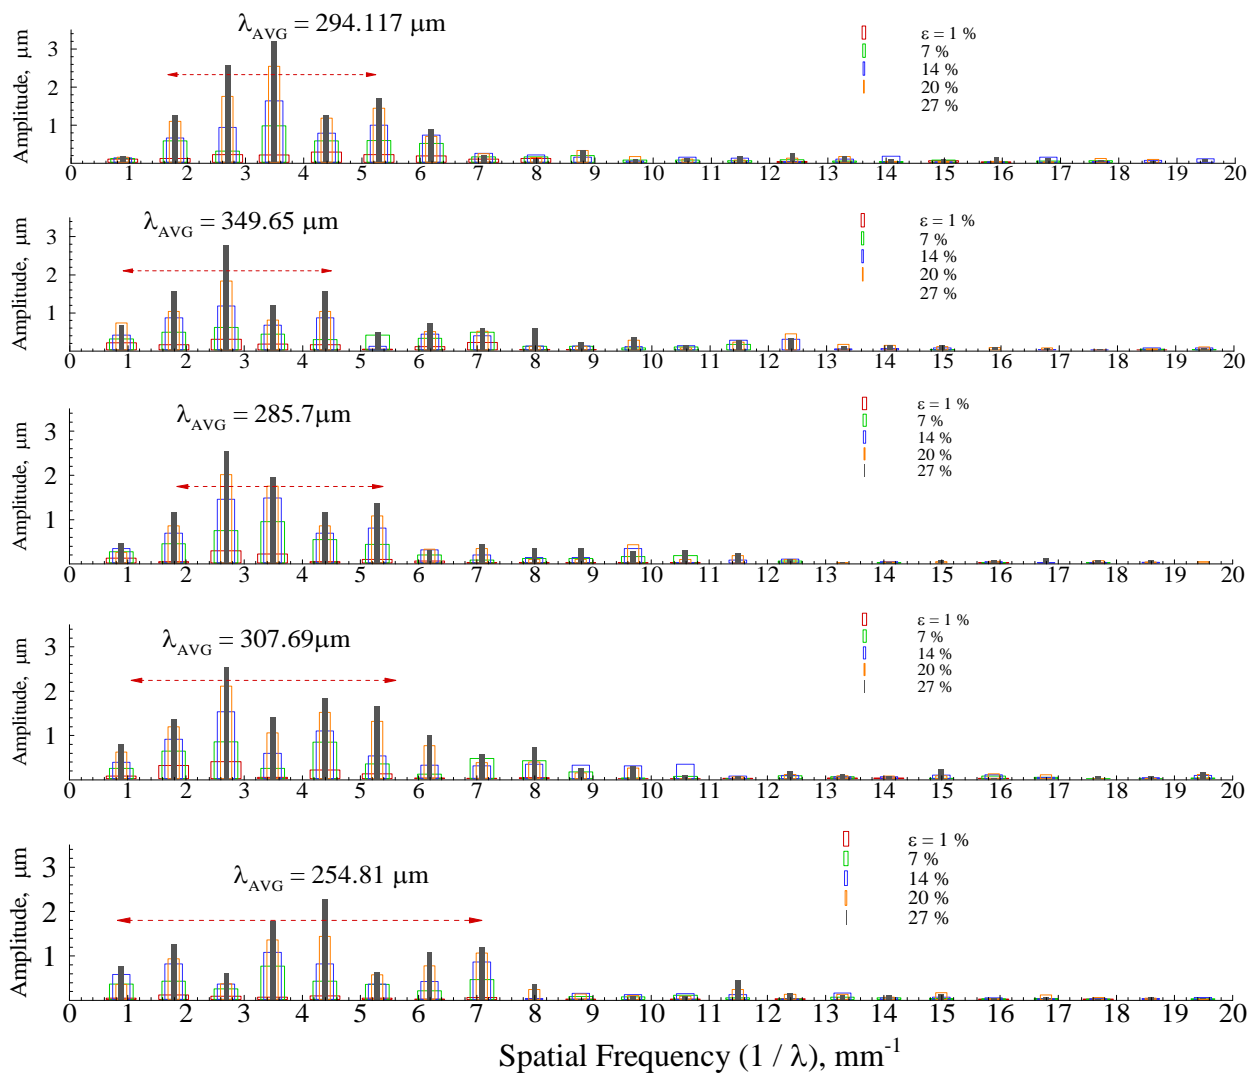 λAVG = 294.117 μm
Amplitude, μm
3
2
1
ε = 1 %
7 %
14 %
20 %
27 %
1 2 3 4 5 6 7 8 9 10 11 12 13 14 15 16 17 18 19 20
λAVG = 349.65 μm
Amplitude, μm
3
2
1
ε = 1 %
7 %
14 %
20 %
27 %
0 1 2 3 4 5 6 7 8 9 10 11 12 13 14 15 16 17 18 19 20
λAVG = 285.7μm
Amplitude, μm
3
2
1
ε = 1 %
7 %
14 %
20 %
27 %
0 1 2 3 4 5 6 7 8 9 10 11 12 13 14 15 16 17 18 19 20
λAVG = 307.69μm
Amplitude, μm
3
2
1
ε = 1 %
7 %
14 %
20 %
27 %
0 1 2 3 4 5 6 7 8 9 10 11 12 13 14 15 16 17 18 19 20
λAVG = 254.81 μm
Amplitude, μm
3
2
1
ε = 1 %
7 %
14 %
20 %
27 %
0 1 2 3 4 5 6 7 8 9 10 11 12 13 14 15 16 17 18 19 20
Spatial Frequency (1 / λ), mm-1